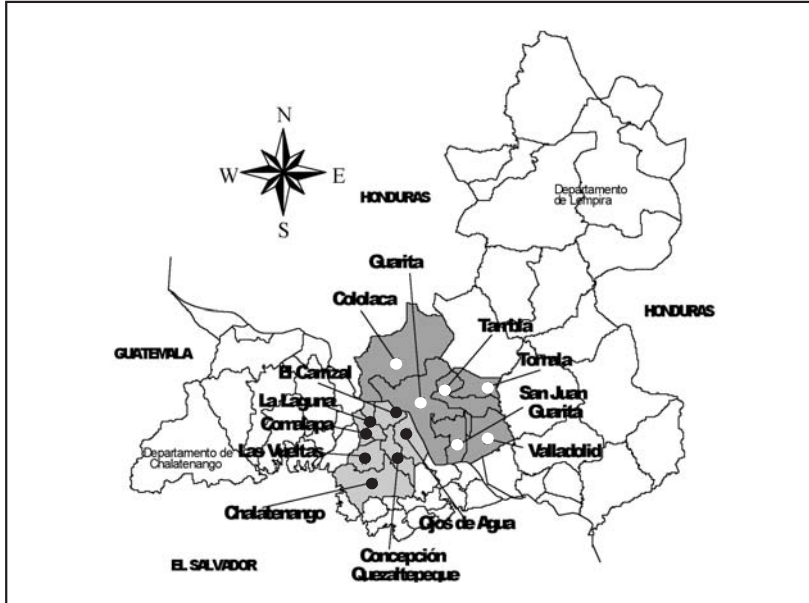 N
W E
S
HONDURAS
Departamento
de Lempira
Guarita
Cololaca
HONDURAS
Tambla
GUATEMALA
Tomala
El Carrizal
San Juan
Guarita
La Laguna
Comalapa
Departamento de
Chalatenango
Las Vueltas
Valladolid
Chalatenango
Ojos de Agua
Concepción
Quezaltepeque
EL SALVADOR